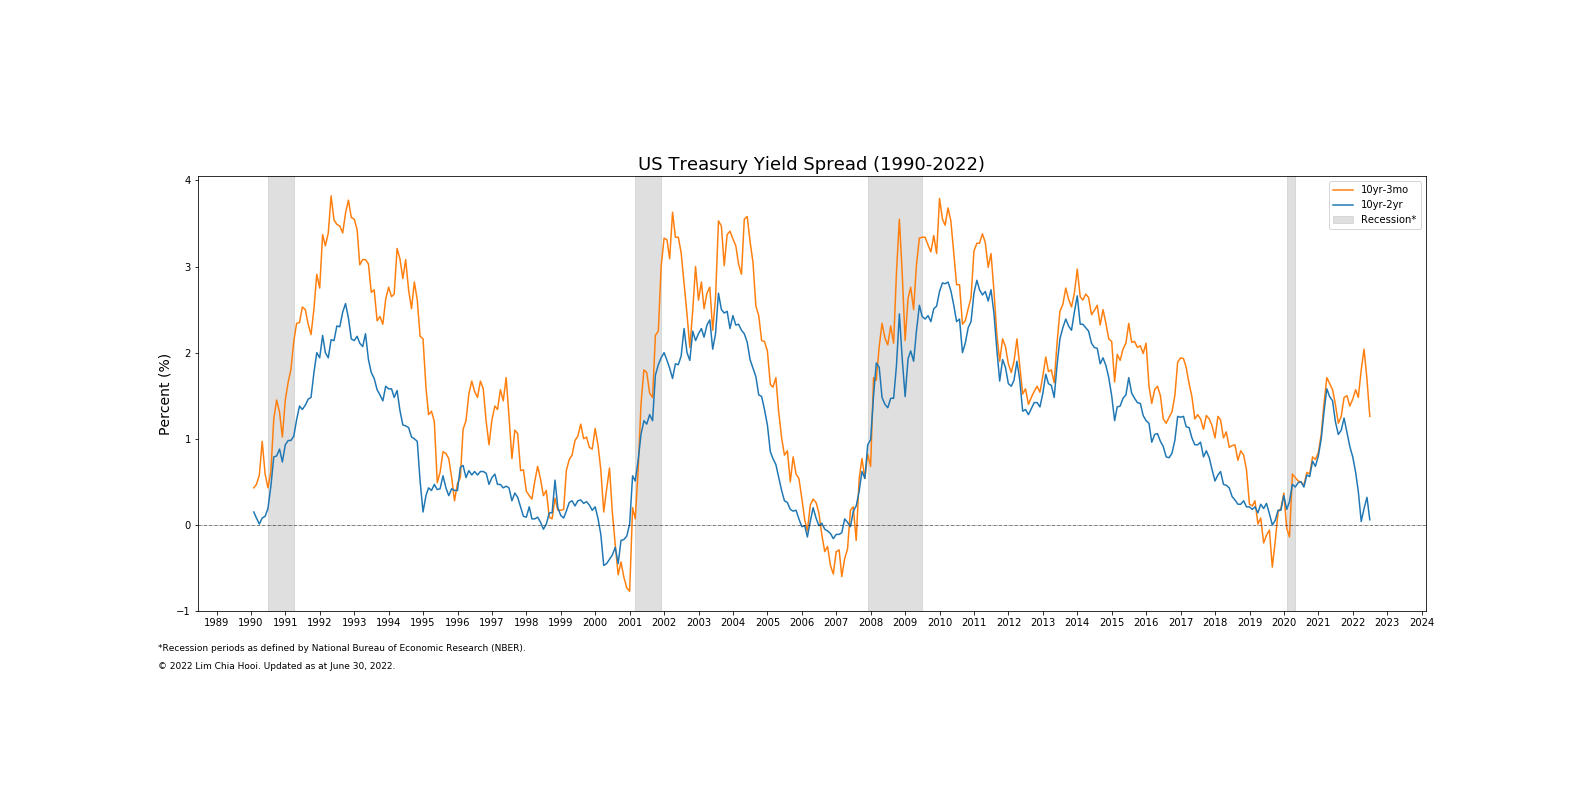 US Treasury Yield Spread (1990-2022)
10yr-3mo
10yr-2yr
Recession*
Percent (%)
4
3
2
1
0
−1
1989 1990 1991 1992 1993 1994 1995 1996 1997 1998 1999 2000 2001 2002 2003 2004 2005 2006 2007 2008 2009 2010 2011 2012 2013 2014 2015 2016 2017 2018 2019 2020 2021 2022 2023 2024
*Recession periods as defined by National Bureau of Economic Research (NBER).
© 2022 Lim Chia Hooi. Updated as at June 30, 2022.